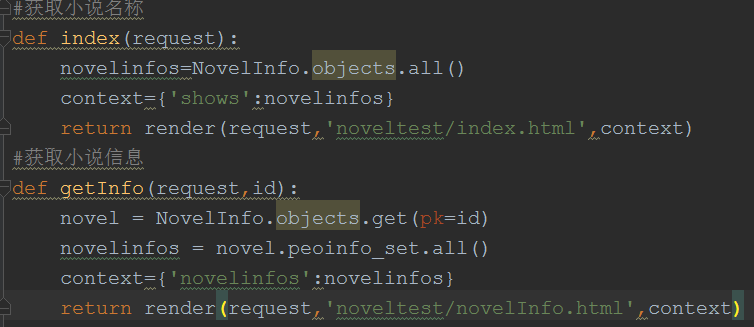 #获取小说名称
def index(request):
    novelinfos=NovelInfo.objects.all()
    context={'shows':novelinfos}
    return render(request,'noveltest/index.html',context)
#获取小说信息
def getInfo(request,id):
    novel = NovelInfo.objects.get(pk=id)
    novelinfos = novel.peoinfo_set.all()
    context={'novelinfos':novelinfos}
    return render(request,'noveltest/novelInfo.html',context)